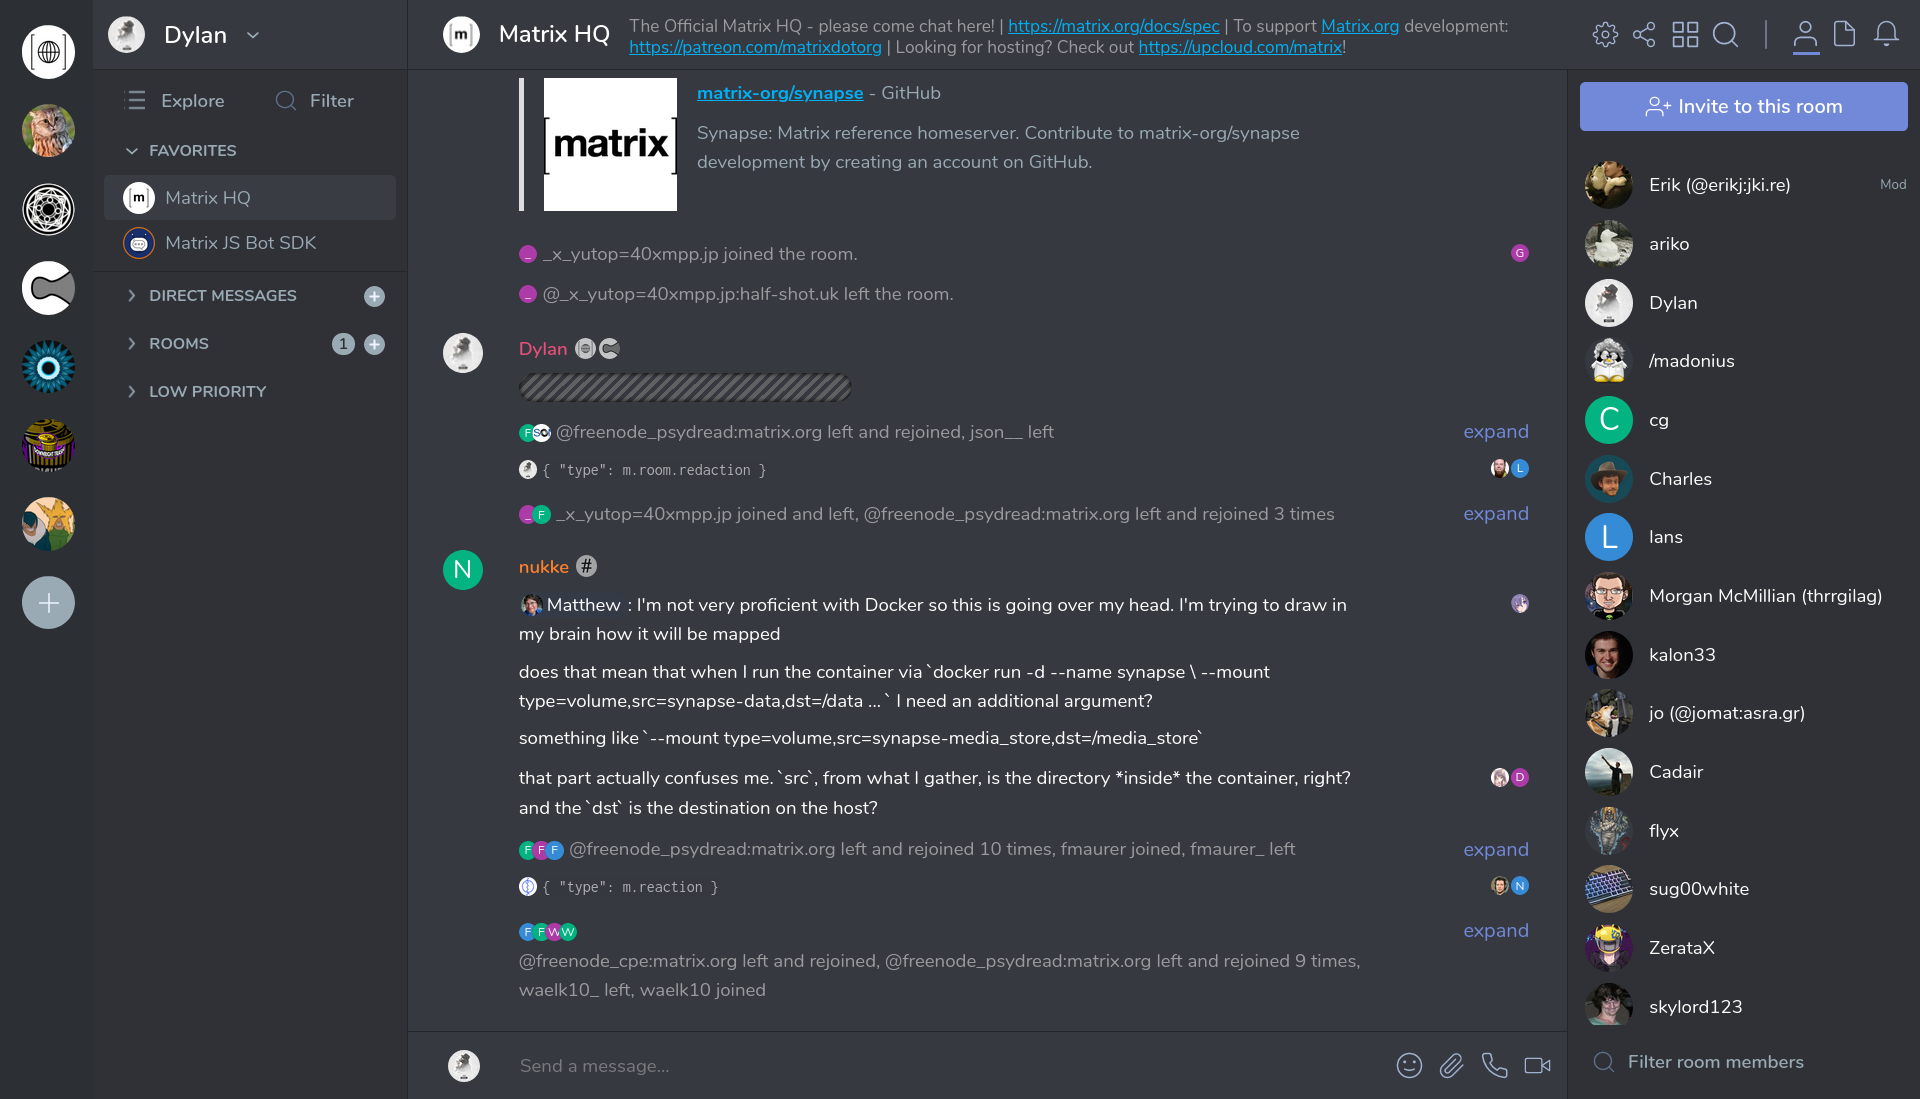 Dylan
Explore
Filter
FAVORITES
[m] Matrix HQ
Matrix JS Bot SDK
DIRECT MESSAGES
ROOMS 1
LOW PRIORITY
[m] Matrix HQ
The Official Matrix HQ - please come chat here! | https://matrix.org/docs/spec | To support Matrix.org development:
https://patreon.com/matrixdotorg | Looking for hosting? Check out https://upcloud.com/matrix!
[matrix]
matrix-org/synapse - GitHub
Synapse: Matrix reference homeserver. Contribute to matrix-org/synapse
development by creating an account on GitHub.
_ _x_yutop=40xmpp.jp joined the room. G
_ @_x_yutop=40xmpp.jp:half-shot.uk left the room.
Dylan
F @freenode_psydread:matrix.org left and rejoined, json__ left expand
{ "type": m.room.redaction } L
_ F _x_yutop=40xmpp.jp joined and left, @freenode_psydread:matrix.org left and rejoined 3 times expand
N nukke #
Matthew : I'm not very proficient with Docker so this is going over my head. I'm trying to draw in
my brain how it will be mapped
does that mean that when I run the container via `docker run -d --name synapse \ --mount
type=volume,src=synapse-data,dst=/data ... ` I need an additional argument?
something like `--mount type=volume,src=synapse-media_store,dst=/media_store`
that part actually confuses me. `src`, from what I gather, is the directory *inside* the container, right?
and the `dst` is the destination on the host? D
F F F @freenode_psydread:matrix.org left and rejoined 10 times, fmaurer joined, fmaurer_ left expand
{ "type": m.reaction } N
F F W W expand
@freenode_cpe:matrix.org left and rejoined, @freenode_psydread:matrix.org left and rejoined 9 times,
waelk10_ left, waelk10 joined
Send a message...
Invite to this room
Erik (@erikj:jki.re) Mod
ariko
Dylan
/madonius
C cg
Charles
L lans
Morgan McMillian (thrrgilag)
kalon33
jo (@jomat:asra.gr)
Cadair
flyx
sug00white
ZerataX
skylord123
Filter room members